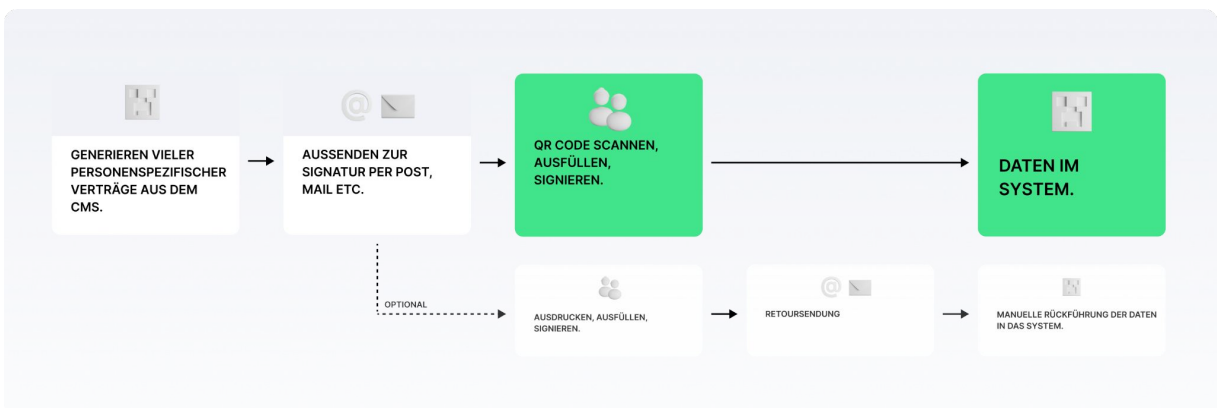 GENERIEREN VIELER
PERSONENSPEZIFISCHER
VERTRÄGE AUS DEM
CMS.
AUSSENDEN ZUR
SIGNATUR PER POST,
MAIL ETC.
QR CODE SCANNEN,
AUSFÜLLEN,
SIGNIEREN.
DATEN IM
SYSTEM.
OPTIONAL
AUSDRUCKEN, AUSFÜLLEN,
SIGNIEREN.
RETOURSENDUNG
MANUELLE RÜCKFÜHRUNG DER DATEN
IN DAS SYSTEM.